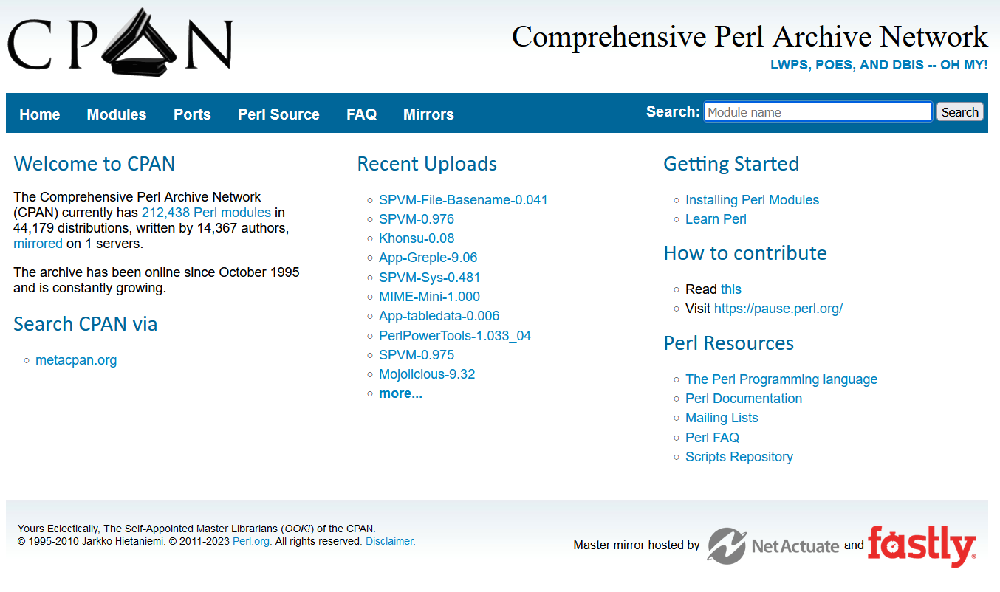 CPAN
Comprehensive Perl Archive Network
LWPS, POES, AND DBIS -- OH MY!
Home Modules Ports Perl Source FAQ Mirrors Search: Module name Search
Welcome to CPAN
The Comprehensive Perl Archive Network
(CPAN) currently has 212,438 Perl modules in
44,179 distributions, written by 14,367 authors,
mirrored on 1 servers.
The archive has been online since October 1995
and is constantly growing.
Search CPAN via
metacpan.org
Recent Uploads
SPVM-File-Basename-0.041
SPVM-0.976
Khonsu-0.08
App-Greple-9.06
SPVM-Sys-0.481
MIME-Mini-1.000
App-tabledata-0.006
PerlPowerTools-1.033_04
SPVM-0.975
Mojolicious-9.32
more...
Getting Started
Installing Perl Modules
Learn Perl
How to contribute
Read this
Visit https://pause.perl.org/
Perl Resources
The Perl Programming language
Perl Documentation
Mailing Lists
Perl FAQ
Scripts Repository
Yours Eclectically, The Self-Appointed Master Librarians (OOK!) of the CPAN.
© 1995-2010 Jarkko Hietaniemi. © 2011-2023 Perl.org. All rights reserved. Disclaimer.
Master mirror hosted by NetActuate and fastly®